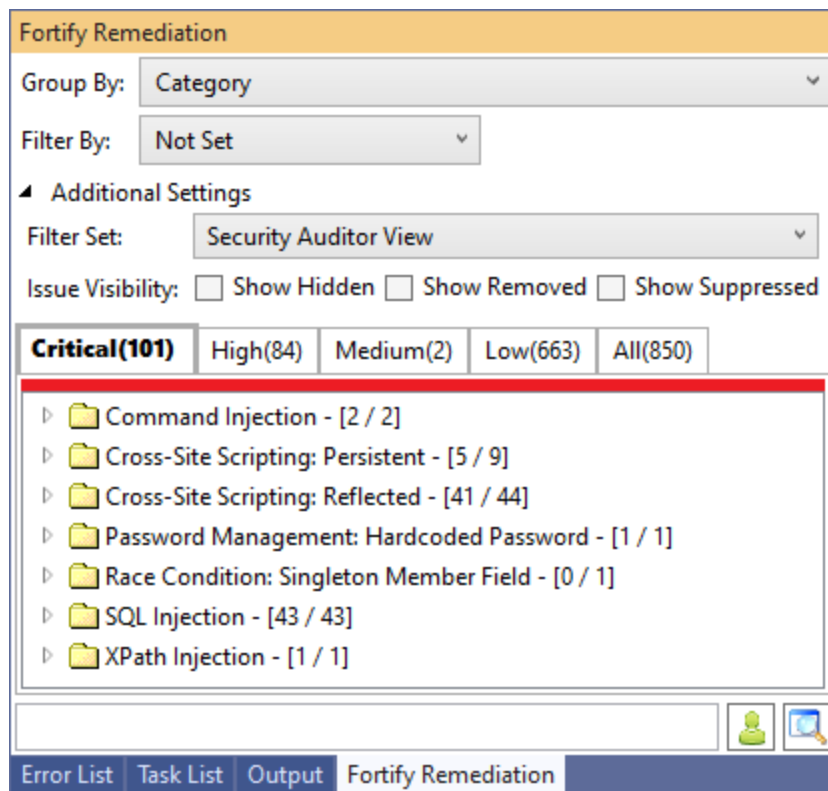 Fortify Remediation
Group By: Category
Filter By: Not Set
Additional Settings
Filter Set: Security Auditor View
Issue Visibility: Show Hidden Show Removed Show Suppressed
Critical(101) High(84) Medium(2) Low(663) All(850)
Command Injection - [2 / 2]
Cross-Site Scripting: Persistent - [5 / 9]
Cross-Site Scripting: Reflected - [41 / 44]
Password Management: Hardcoded Password - [1 / 1]
Race Condition: Singleton Member Field - [0 / 1]
SQL Injection - [43 / 43]
XPath Injection - [1 / 1]
Error List Task List Output Fortify Remediation